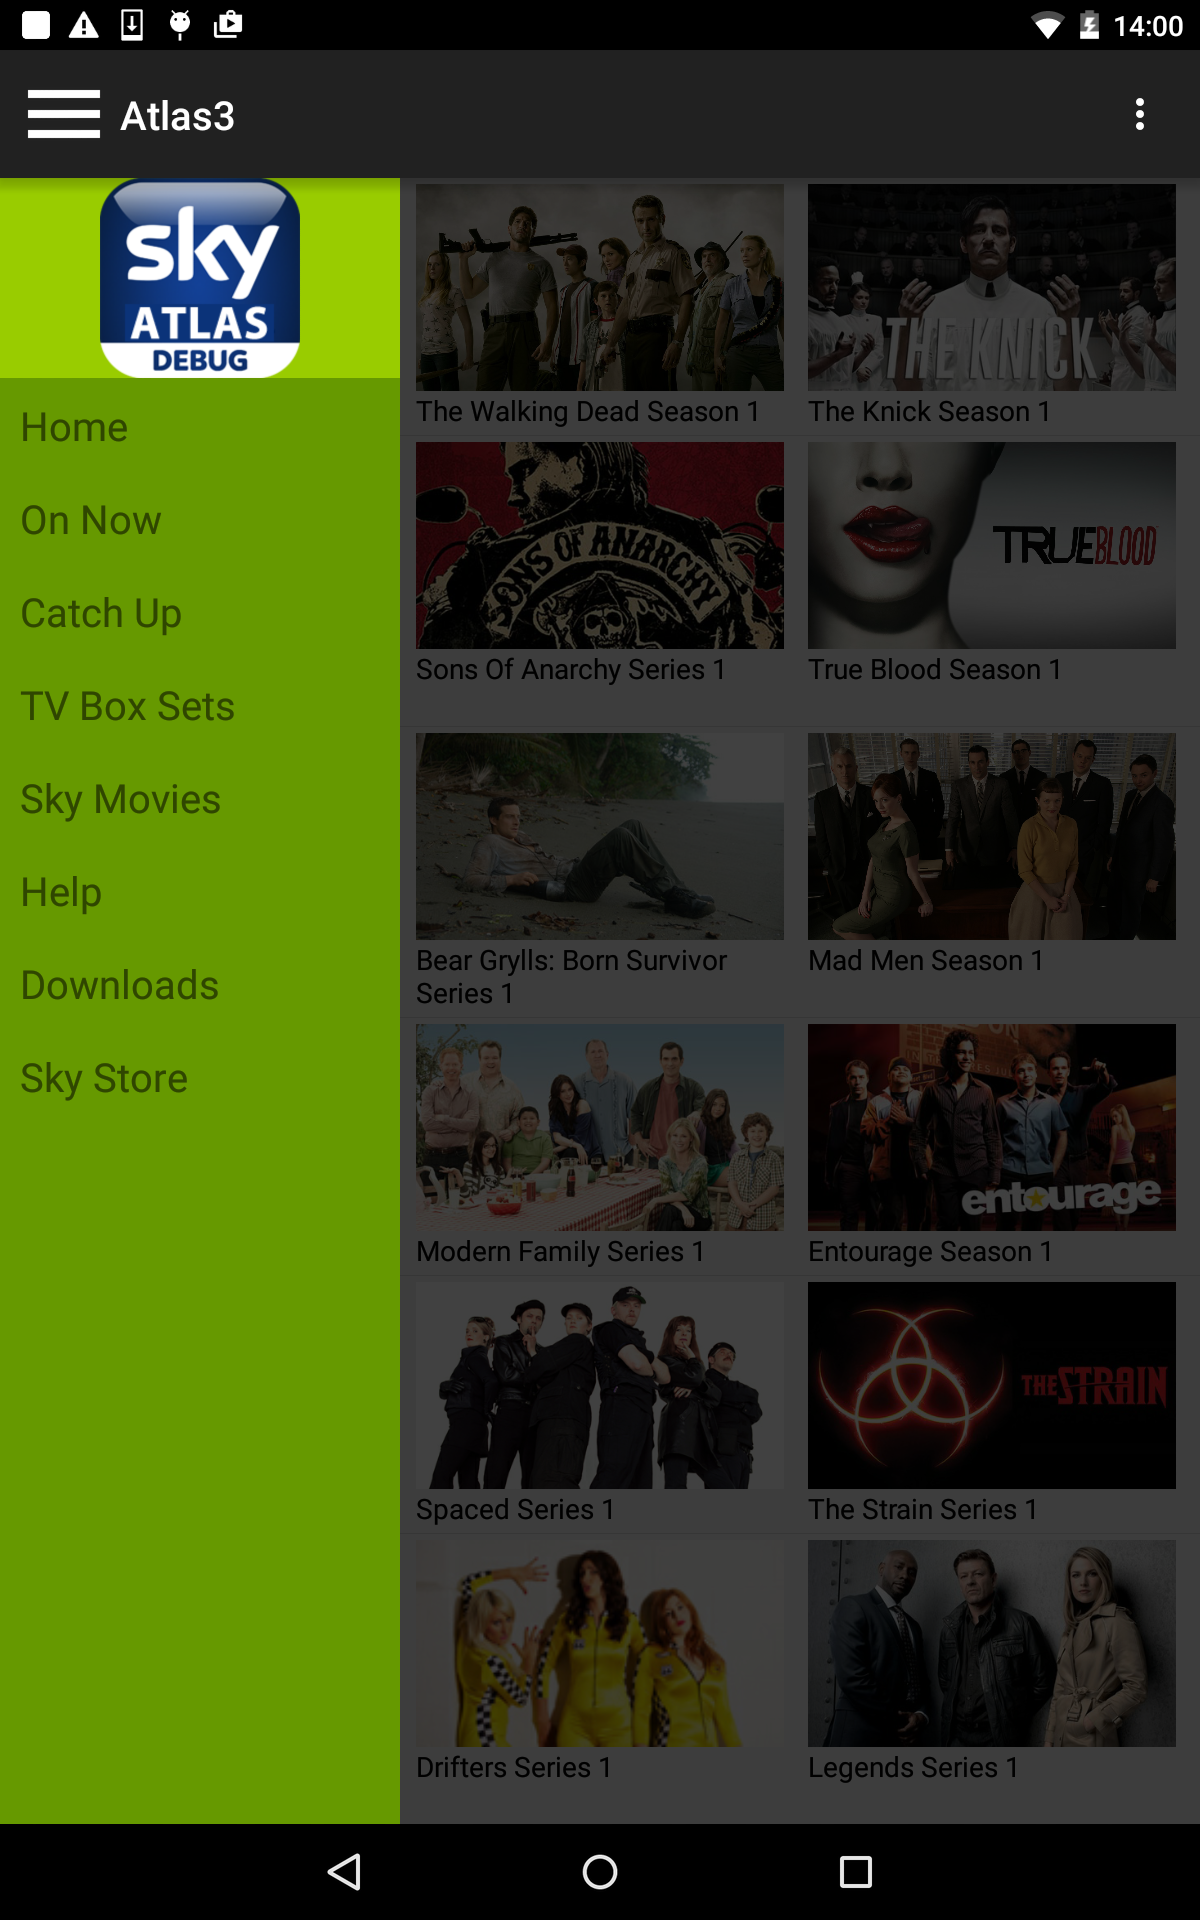 14:00
Atlas3
sky
ATLAS
DEBUG
Home
On Now
Catch Up
TV Box Sets
Sky Movies
Help
Downloads
Sky Store
THE KNICK
The Walking Dead Season 1
The Knick Season 1
SONS OF ANARCHY
TRUE BLOOD
Sons Of Anarchy Series 1
True Blood Season 1
Bear Grylls: Born Survivor
Series 1
Mad Men Season 1
entourage
Modern Family Series 1
Entourage Season 1
THE STRAIN
Spaced Series 1
The Strain Series 1
Drifters Series 1
Legends Series 1